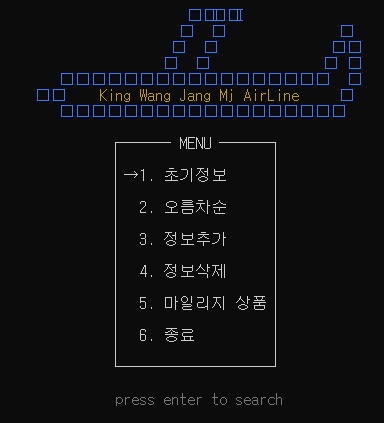 King Wang Jang Mj AirLine
MENU
→1. 초기정보
2. 오름차순
3. 정보추가
4. 정보삭제
5. 마일리지 상품
6. 종료
press enter to search